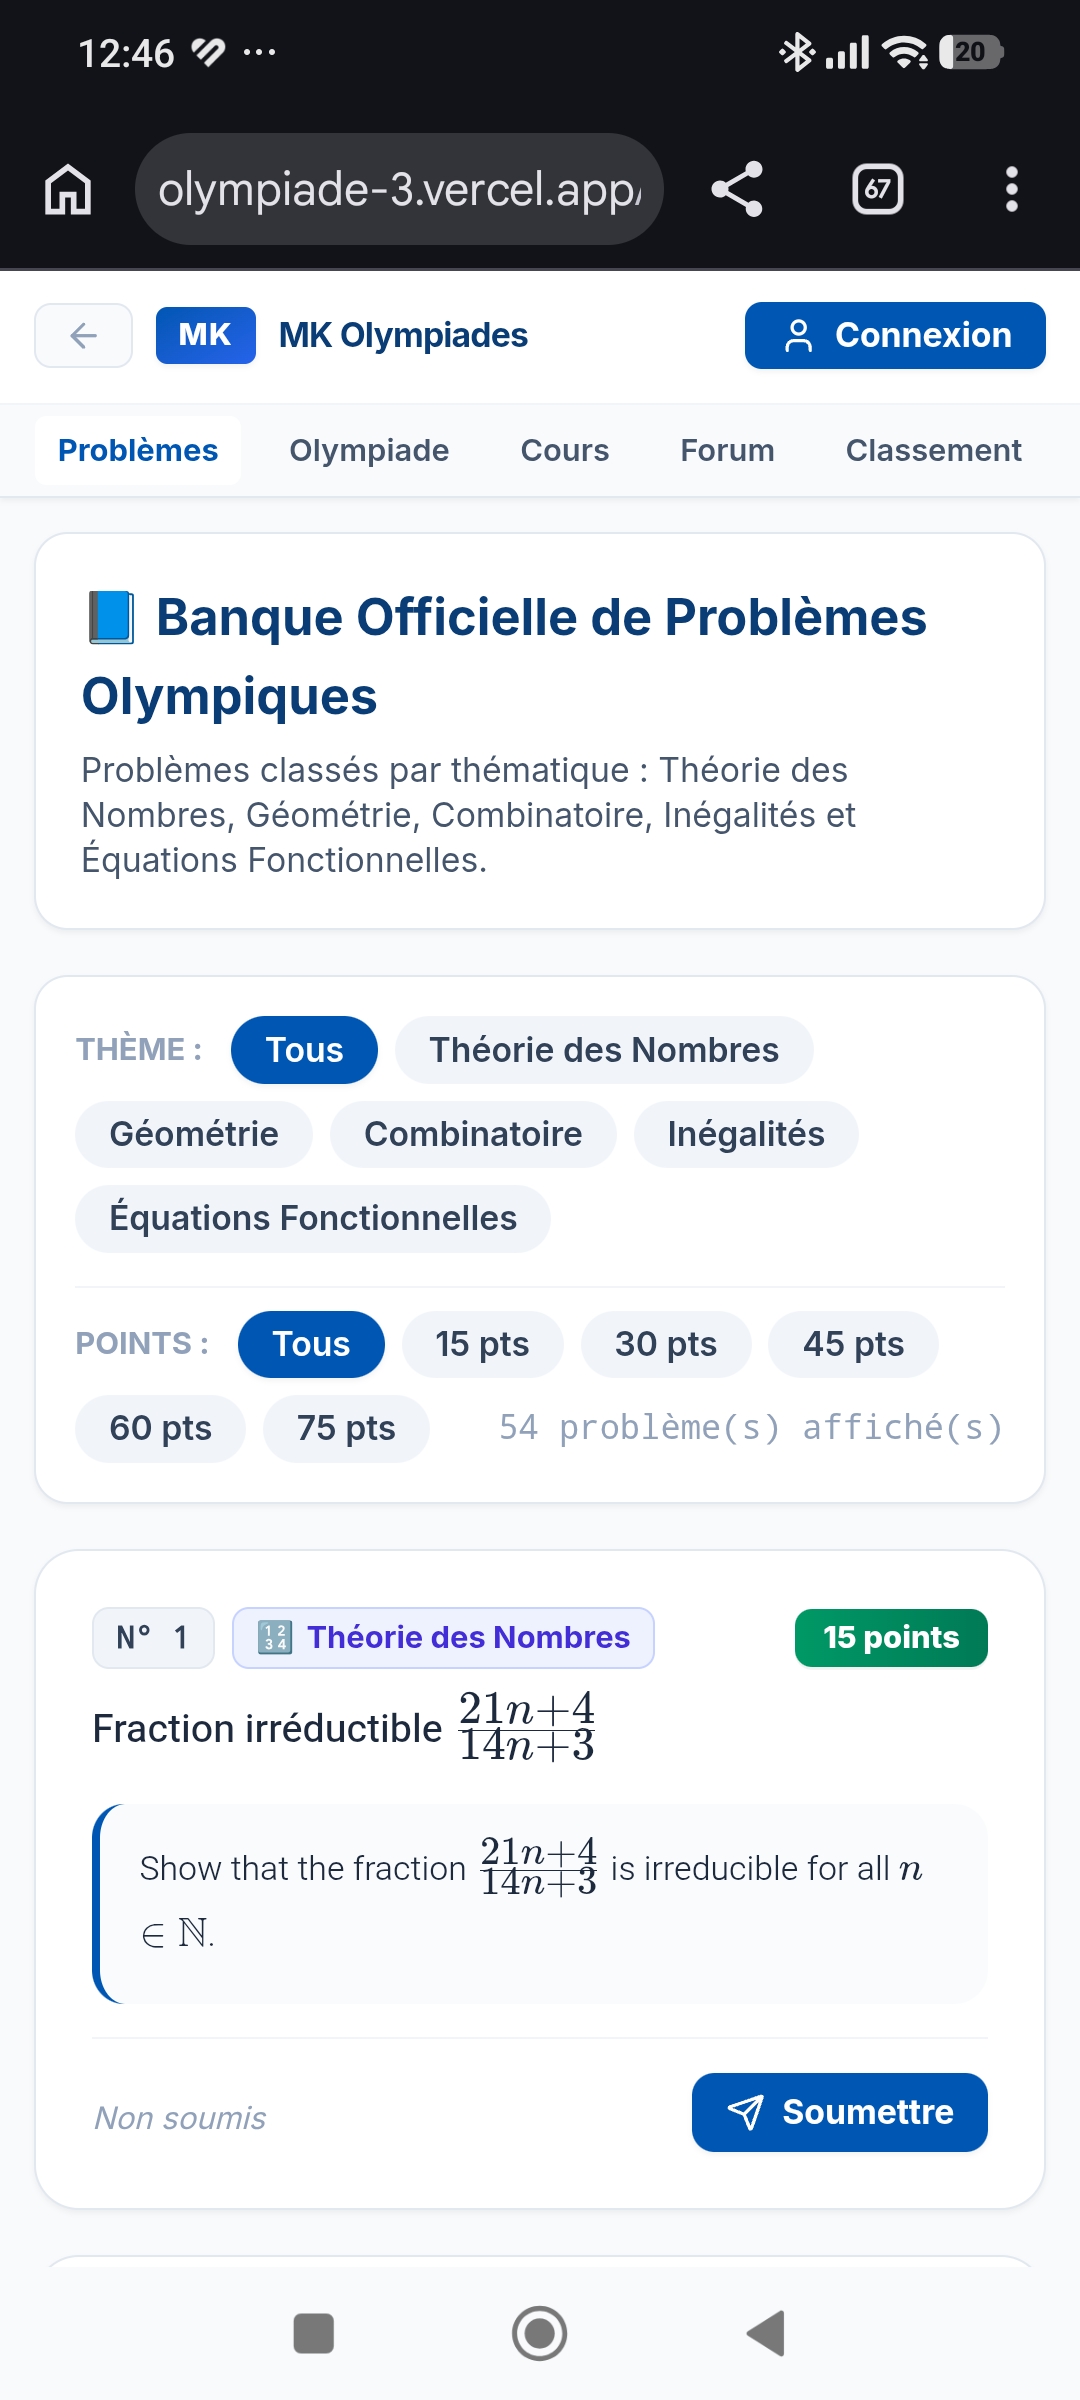 12:46
20
olympiade-3.vercel.app/
67
MK MK Olympiades Connexion
Problèmes Olympiade Cours Forum Classement
📘 Banque Officielle de Problèmes
Olympiques
Problèmes classés par thématique : Théorie des
Nombres, Géométrie, Combinatoire, Inégalités et
Équations Fonctionnelles.
THÈME : Tous Théorie des Nombres
Géométrie Combinatoire Inégalités
Équations Fonctionnelles
POINTS : Tous 15 pts 30 pts 45 pts
60 pts 75 pts 54 problème(s) affiché(s)
N° 1 🔢 Théorie des Nombres 15 points
Fraction irréductible $\frac{21n+4}{14n+3}$
Show that the fraction $\frac{21n+4}{14n+3}$ is irreducible for all $n$
$\in \mathbb{N}$.
Non soumis Soumettre